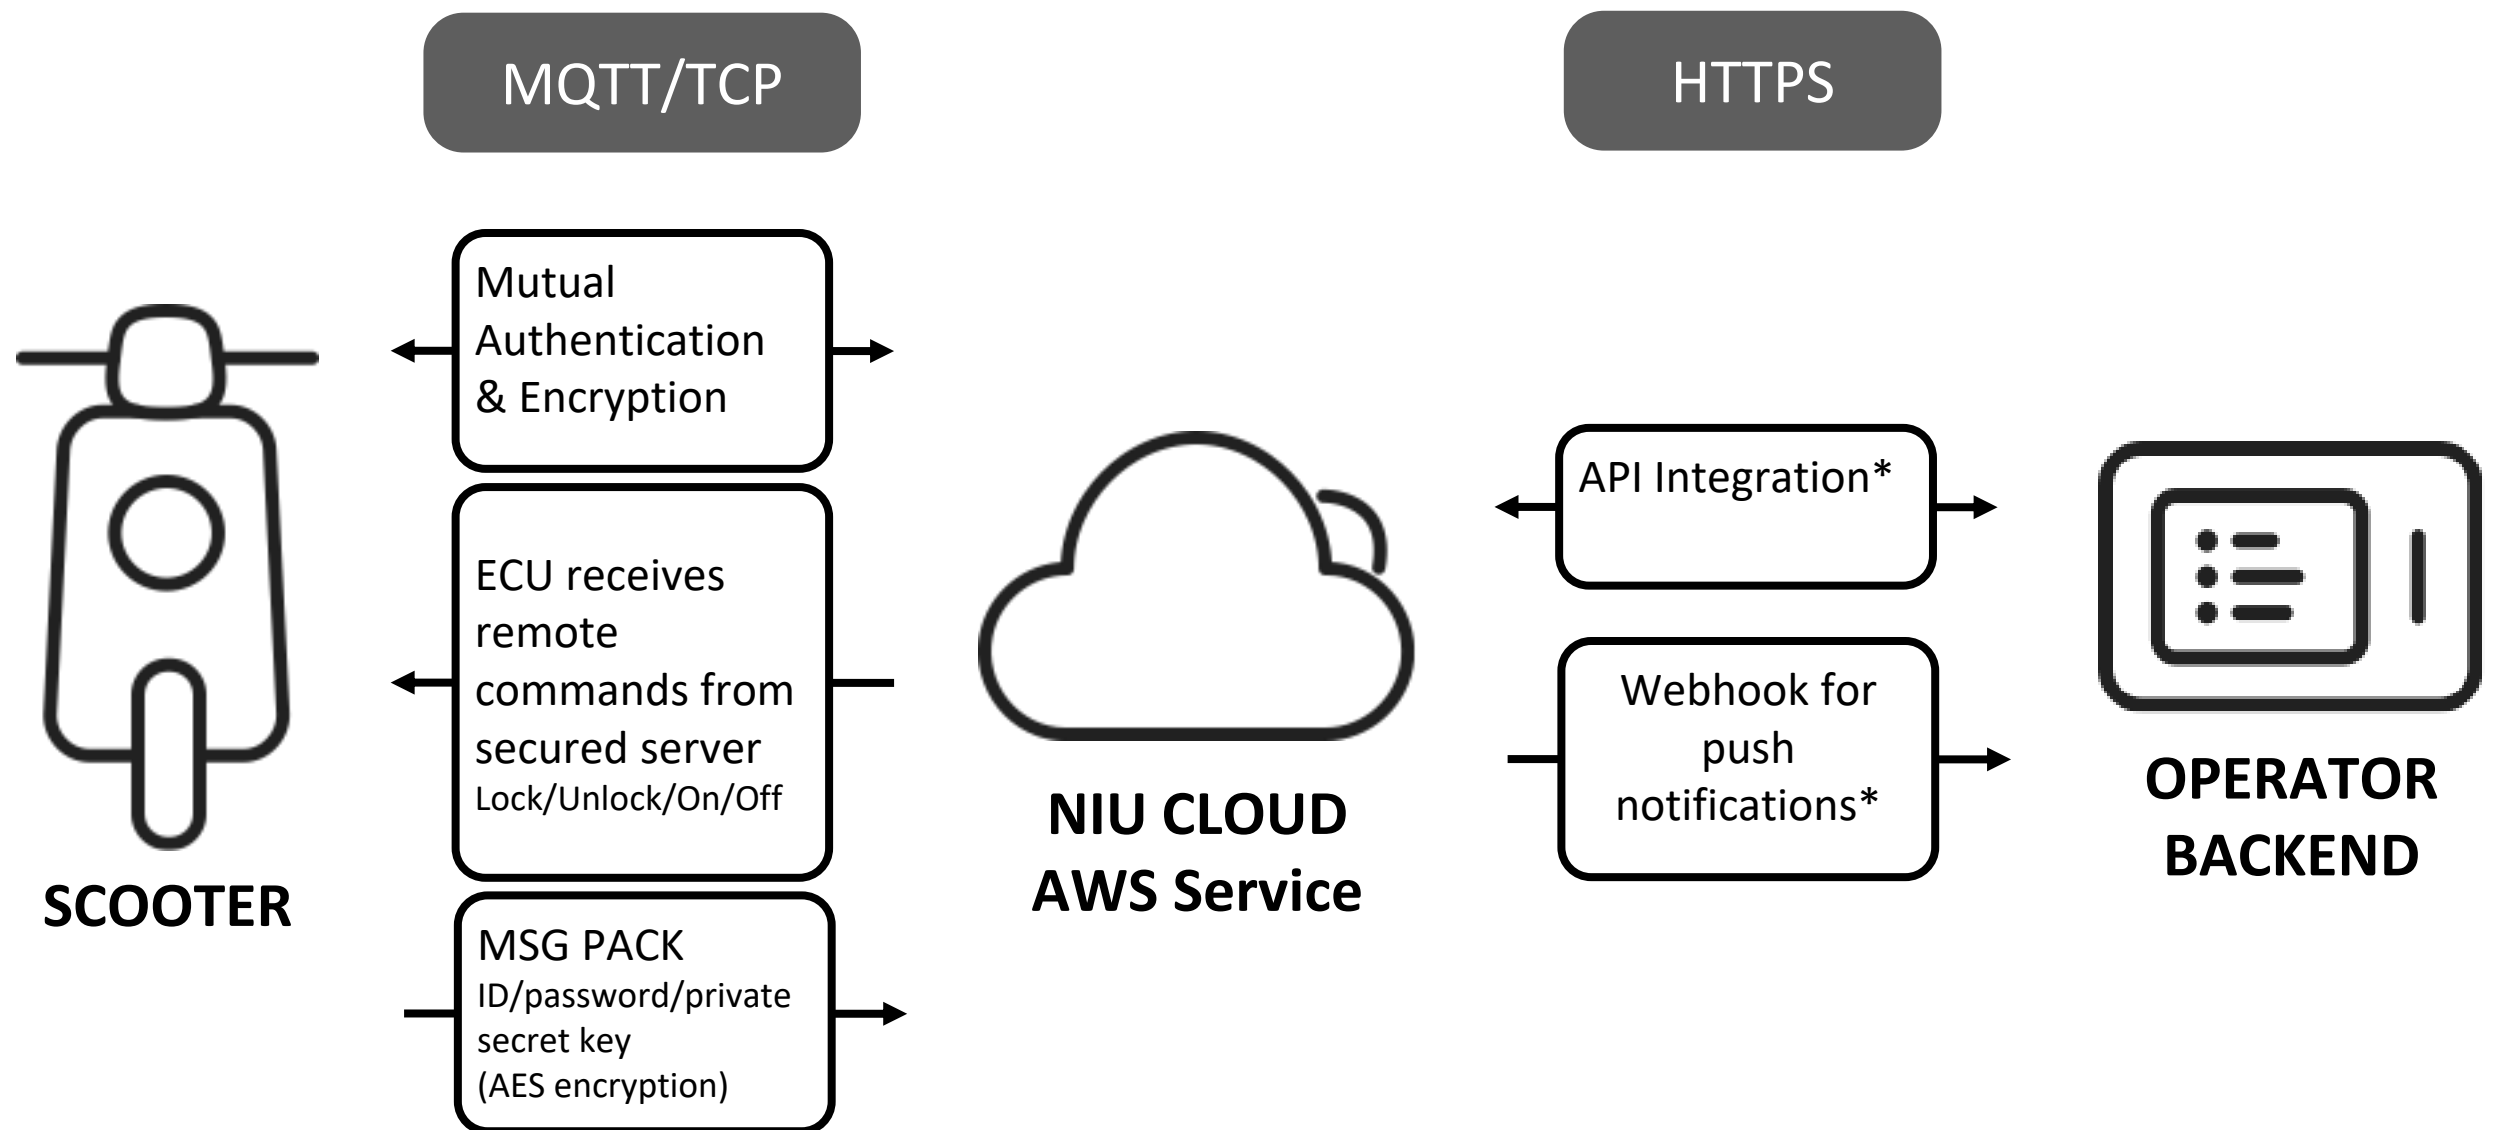 MQTT/TCP
HTTPS
Mutual
Authentication
& Encryption
ECU receives
remote
commands from
secured server
Lock/Unlock/On/Off
MSG PACK
ID/password/private
secret key
(AES encryption)
SCOOTER
NIU CLOUD
AWS Service
API Integration*
Webhook for
push
notifications*
OPERATOR
BACKEND